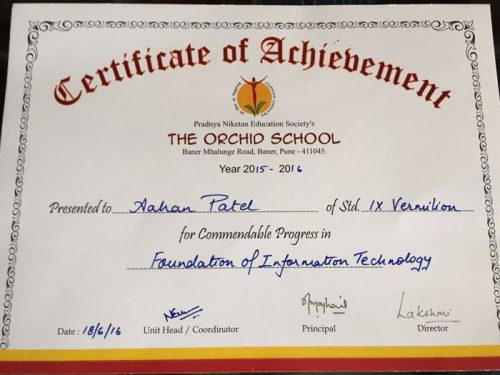 Certificate of Achievement
Pradnya Niketan Education Society's
THE ORCHID SCHOOL
Baner Mhalunge Road, Baner, Pune - 411045.
Year 2015 - 2016
Presented to Aahan Patel of Std. IX Vermilion
for Commendable Progress in
Foundation of Information Technology
Lakshmi
Date : 18/6/16 Unit Head / Coordinator Principal Director